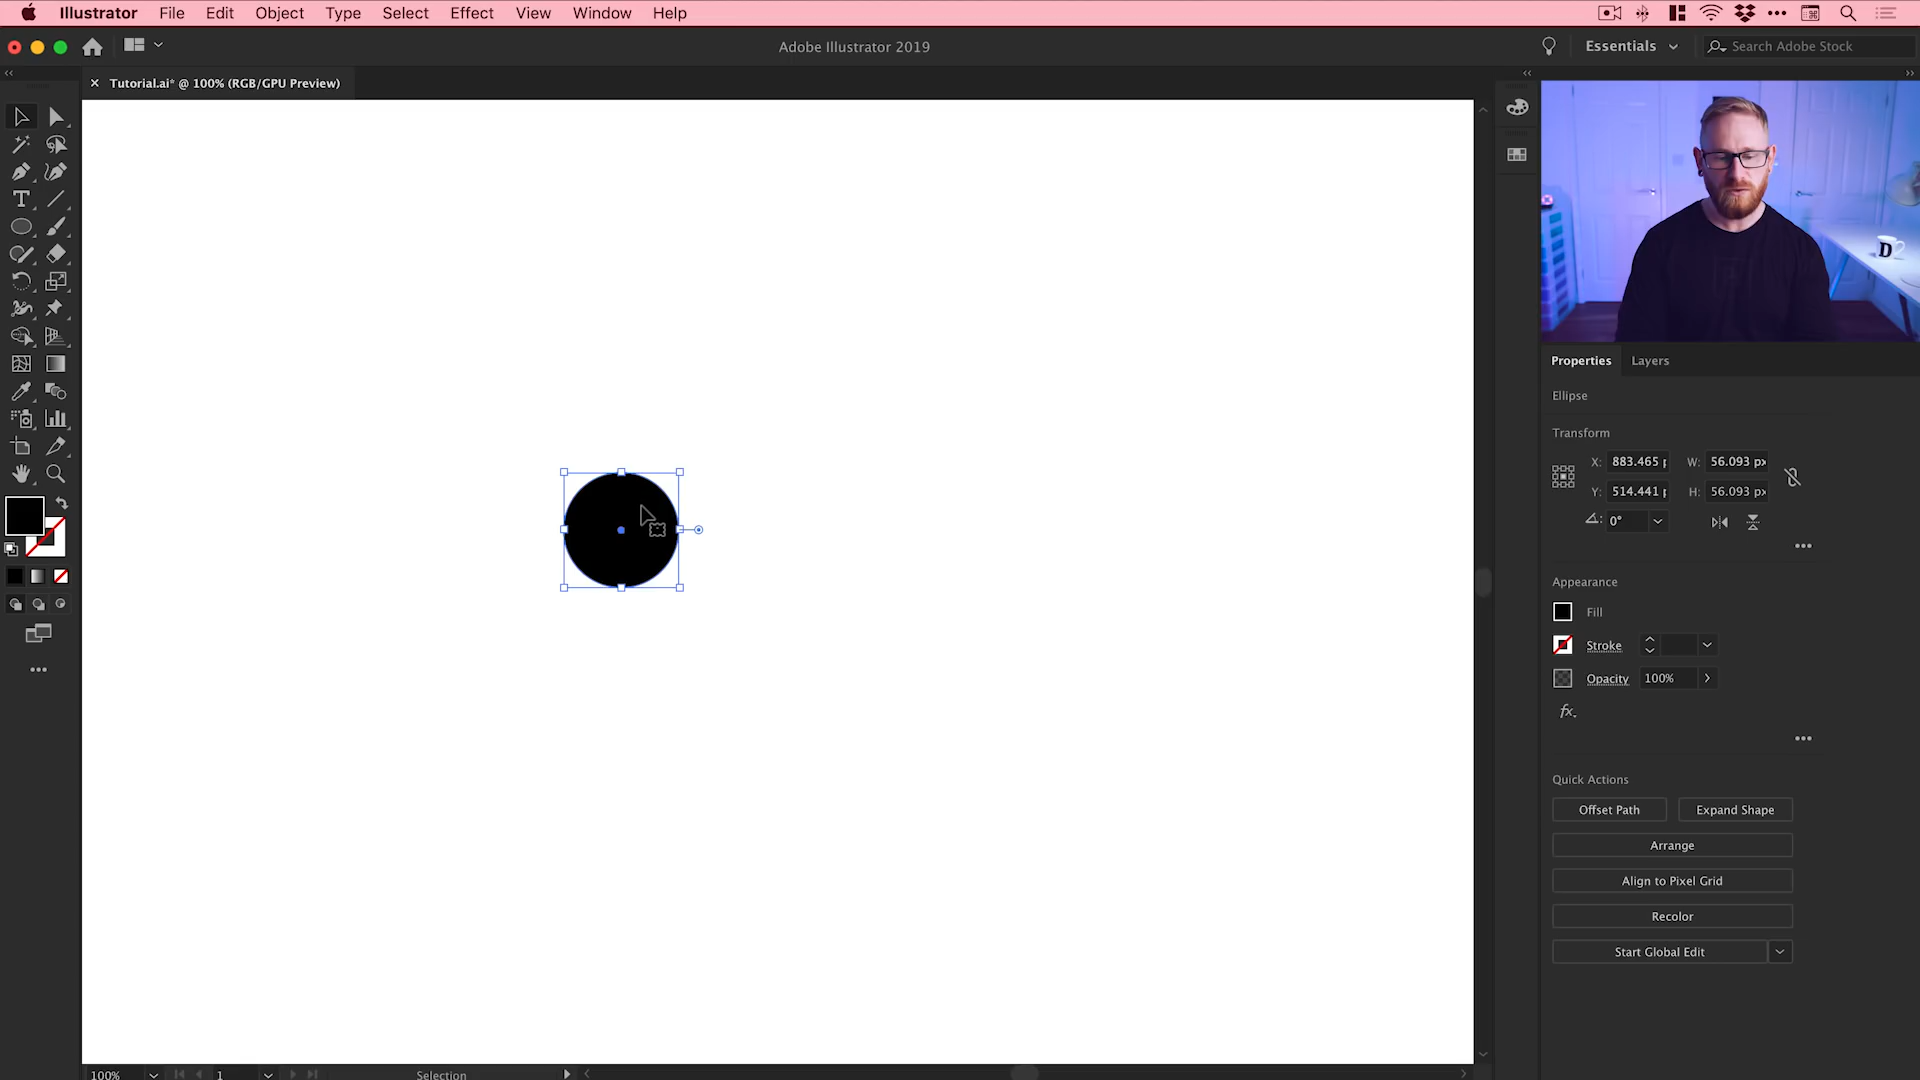 Illustrator File Edit Object Type Select Effect View Window Help
Adobe Illustrator 2019
Essentials
Search Adobe Stock
Tutorial.ai* @ 100% (RGB/GPU Preview)
D
Properties Layers
Ellipse
Transform
X: 883.465 p W: 56.093 px
Y: 514.441 p H: 56.093 px
0°
Appearance
Fill
Stroke
Opacity 100%
fx.
Quick Actions
Offset Path Expand Shape
Arrange
Align to Pixel Grid
Recolor
Start Global Edit
100% 1 Selection